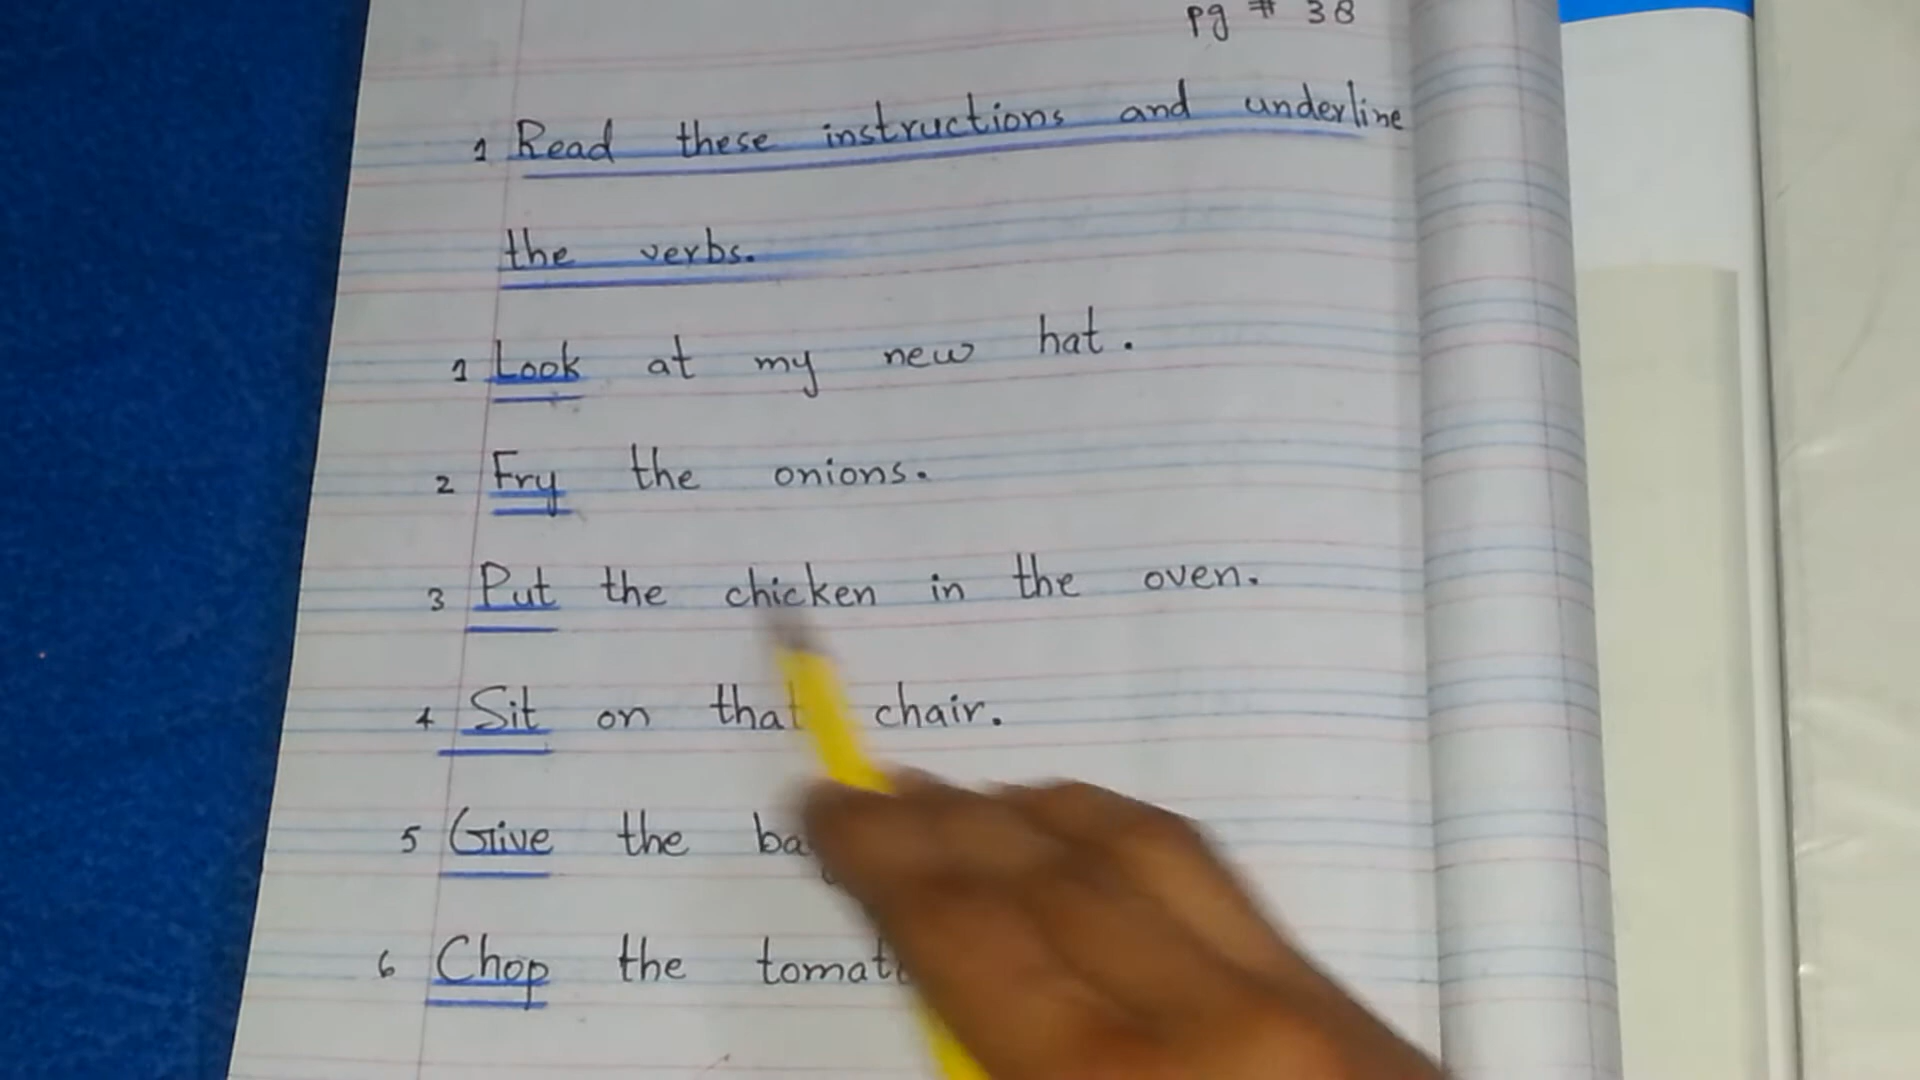 pg # 38
1 Read these instructions and underline
the verbs.
1 Look at my new hat.
2 Fry the onions.
3 Put the chicken in the oven.
4 Sit on that chair.
5 Give the
6 Chop the